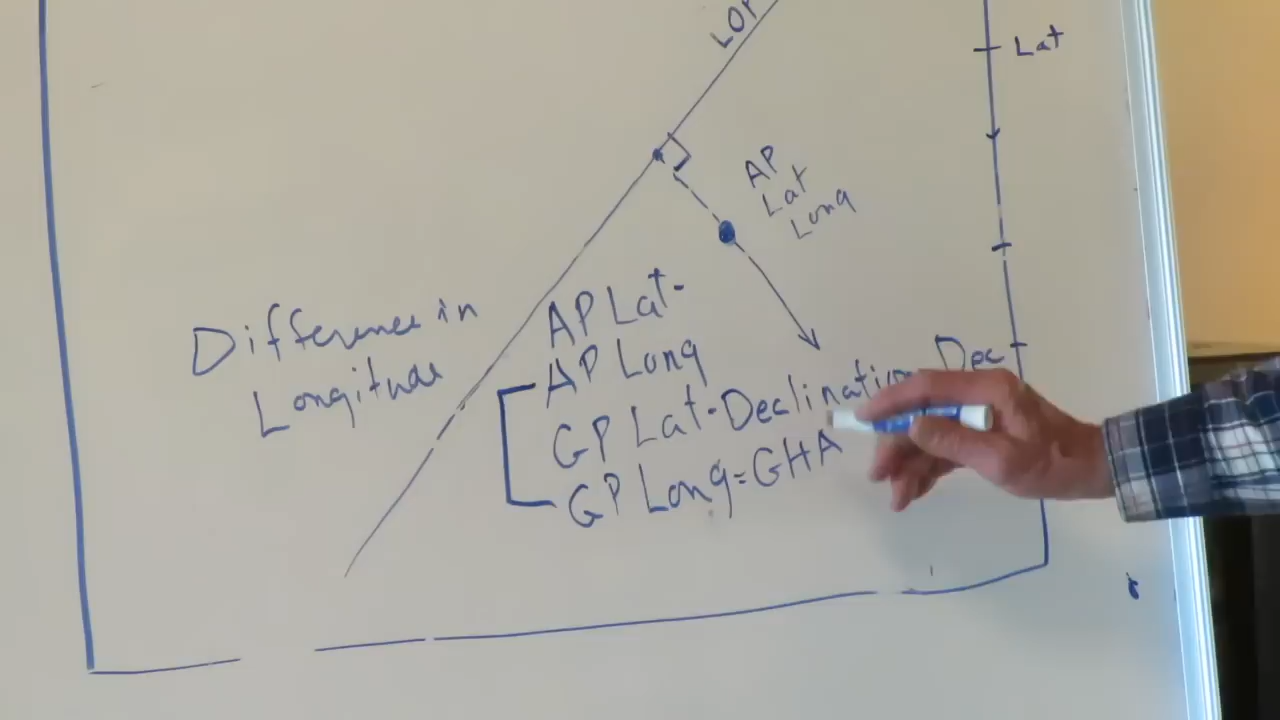 LOP
Lat
AP
Lat
Long
Difference in
Longitude
AP Lat-
AP Long
GP Lat-Declination Dec
GP Long=GHA